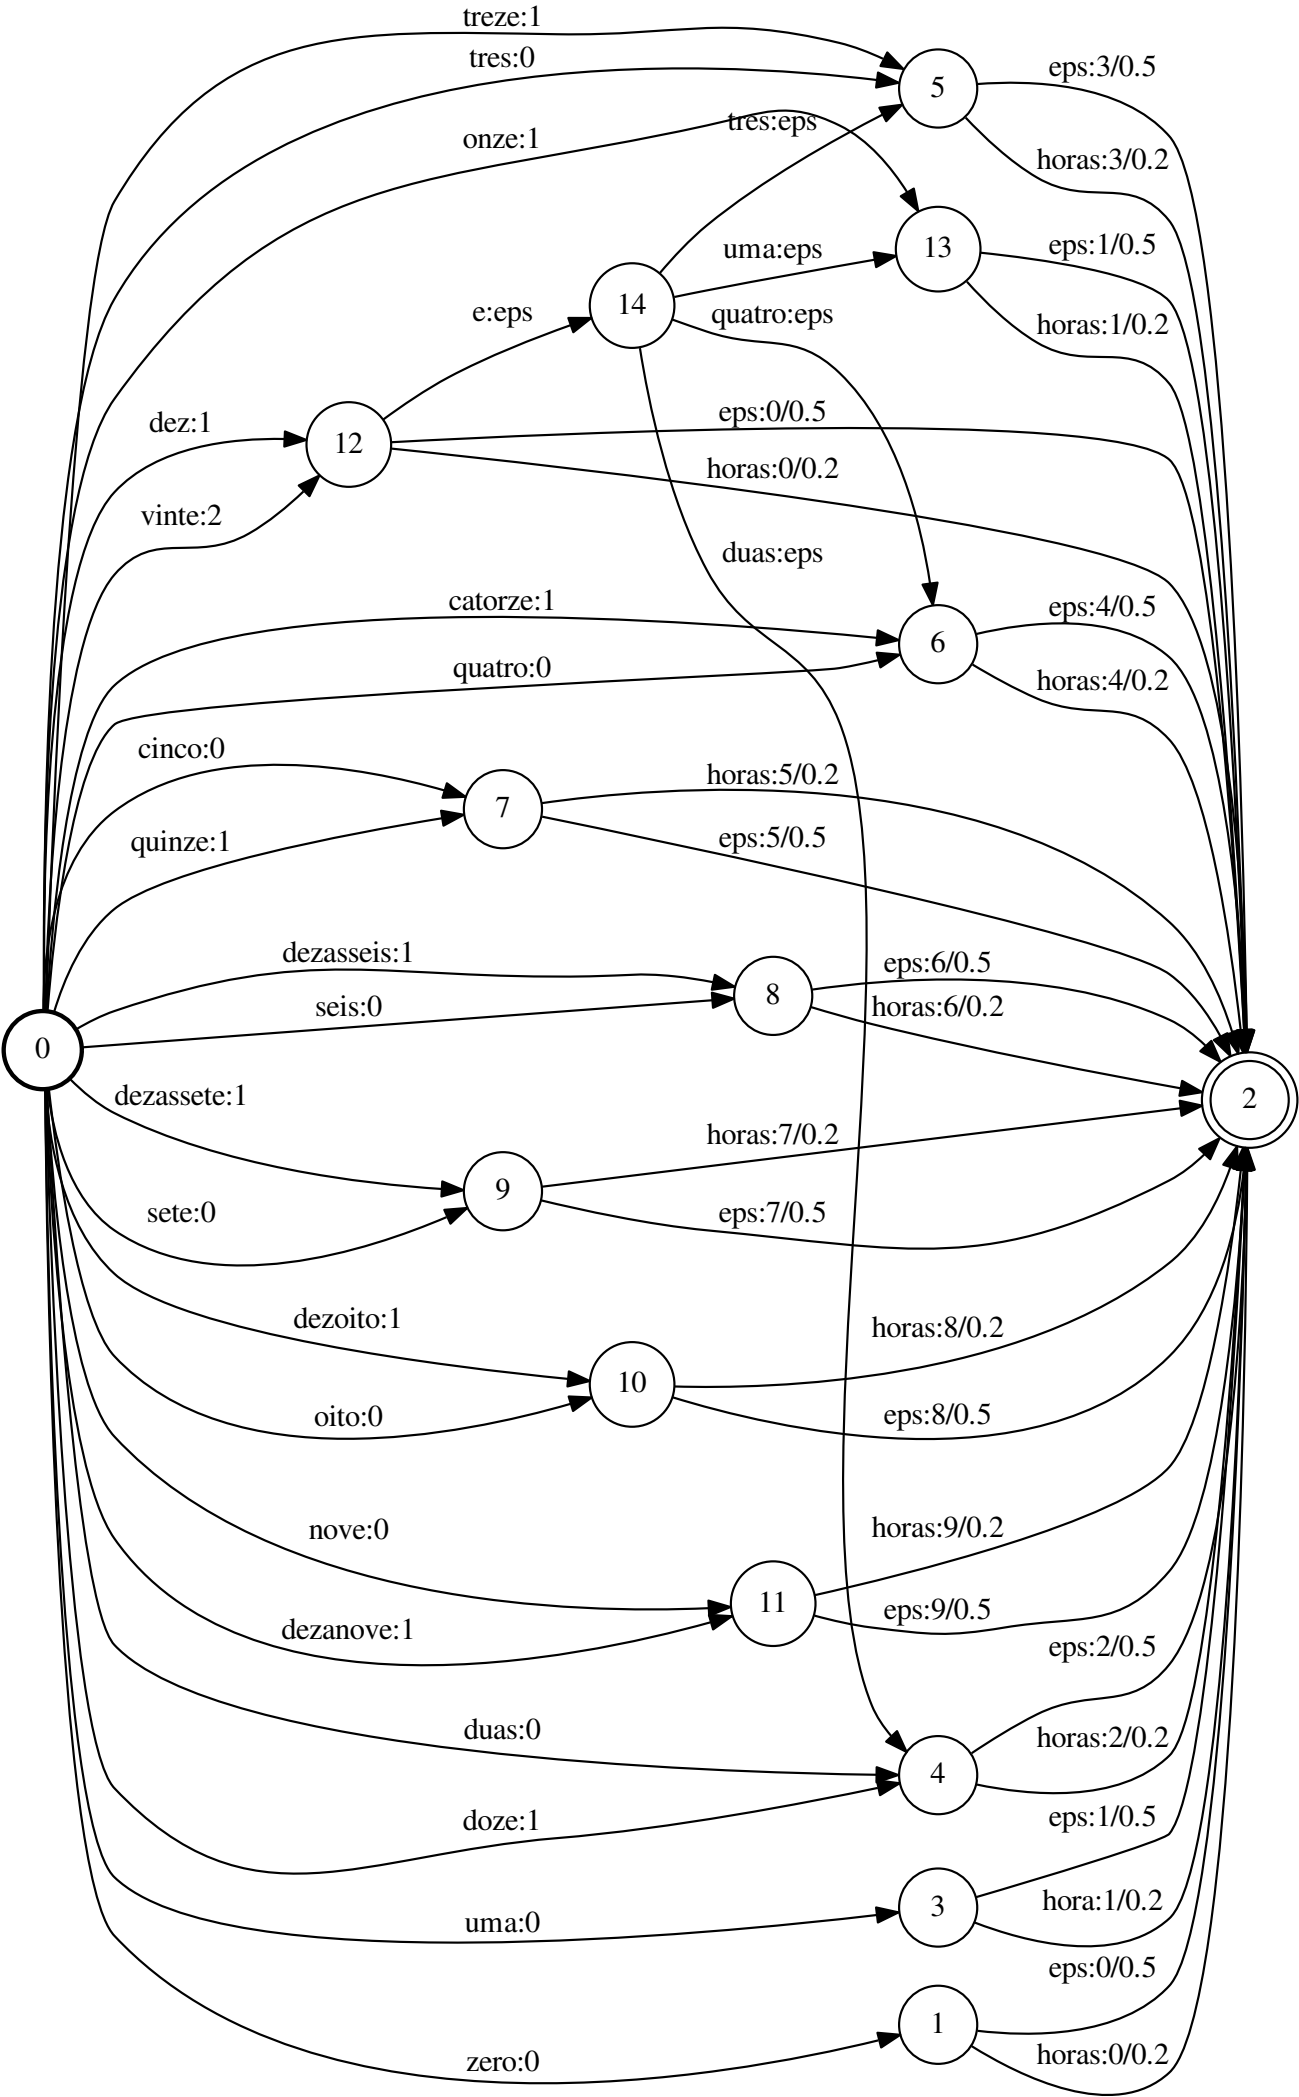 treze:1
eps:3/0.5
tres:0
5
tres:eps
onze:1
horas:3/0.2
uma:eps
13
eps:1/0.5
e:eps
14
quatro:eps
horas:1/0.2
dez:1
12
eps:0/0.5
horas:0/0.2
vinte:2
duas:eps
catorze:1
eps:4/0.5
quatro:0
6
horas:4/0.2
cinco:0
horas:5/0.2
7
quinze:1
eps:5/0.5
dezasseis:1
eps:6/0.5
8
seis:0
horas:6/0.2
0
dezassete:1
2
horas:7/0.2
9
sete:0
eps:7/0.5
dezoito:1
horas:8/0.2
10
oito:0
eps:8/0.5
nove:0
horas:9/0.2
11
eps:9/0.5
dezanove:1
eps:2/0.5
duas:0
horas:2/0.2
4
doze:1
eps:1/0.5
3
hora:1/0.2
uma:0
eps:0/0.5
1
zero:0
horas:0/0.2